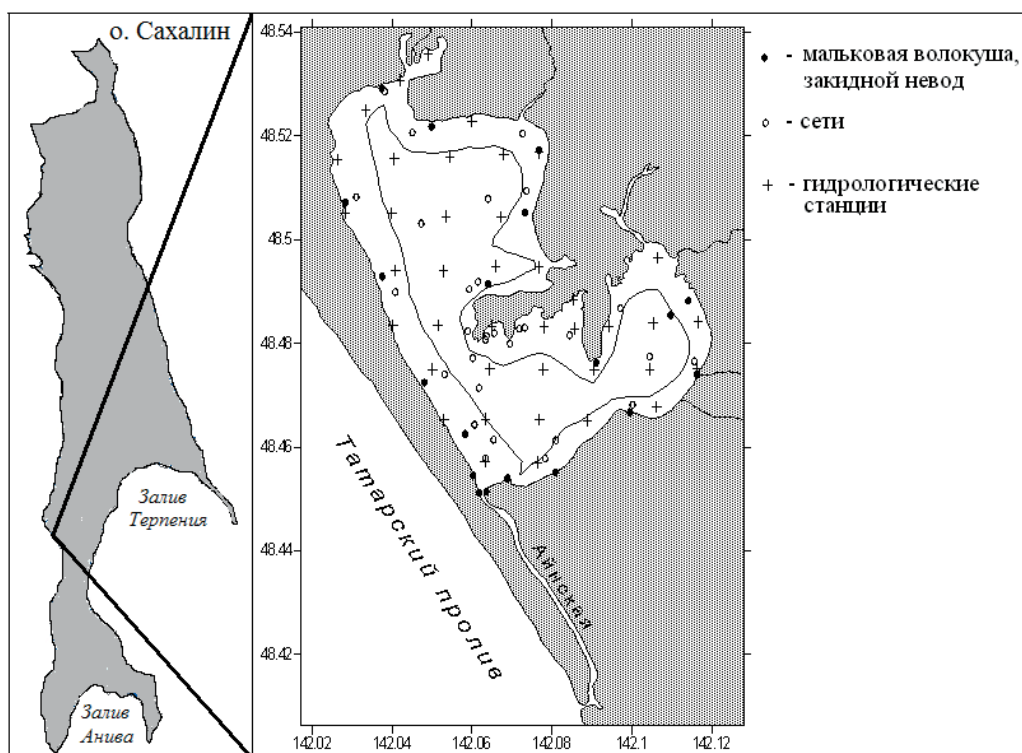 о. Сахалин
Залив
Терпения
Залив
Анива
48.54
48.52
48.5
48.48
48.46
48.44
48.42
142.02
142.04
142.06
142.08
142.1
142.12
Татарский пролив
Айнская
- мальковая волокуша,
закидной невод
- сети
- гидрологические
станции